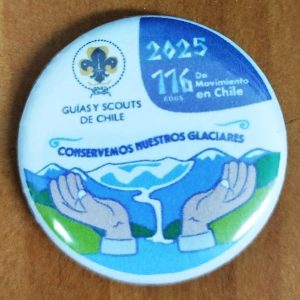 2025
116
AÑOS
De
Movimiento
en Chile
GUÍAS Y SCOUTS
DE CHILE
CONSERVEMOS NUESTROS GLACIARES